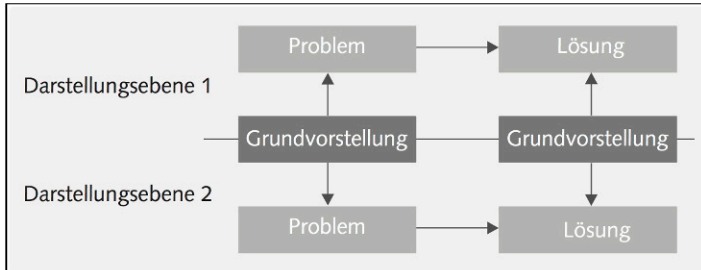 Problem
Lösung
Darstellungsebene 1
Grundvorstellung
Grundvorstellung
Darstellungsebene 2
Problem
Lösung